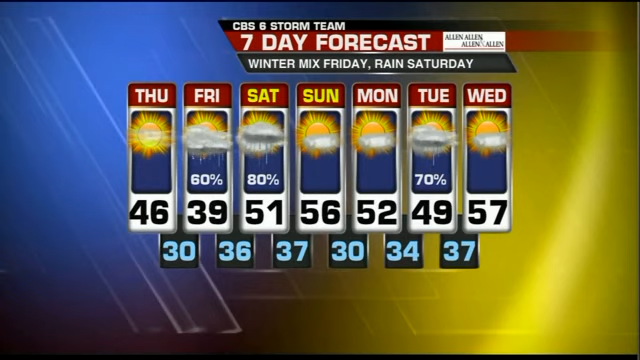 CBS 6 STORM TEAM
7 DAY FORECAST
ALLEN ALLEN
ALLEN & ALLEN
WINTER MIX FRIDAY, RAIN SATURDAY
THU FRI SAT SUN MON TUE WED
60% 80% 70%
46 39 51 56 52 49 57
30 36 37 30 34 37